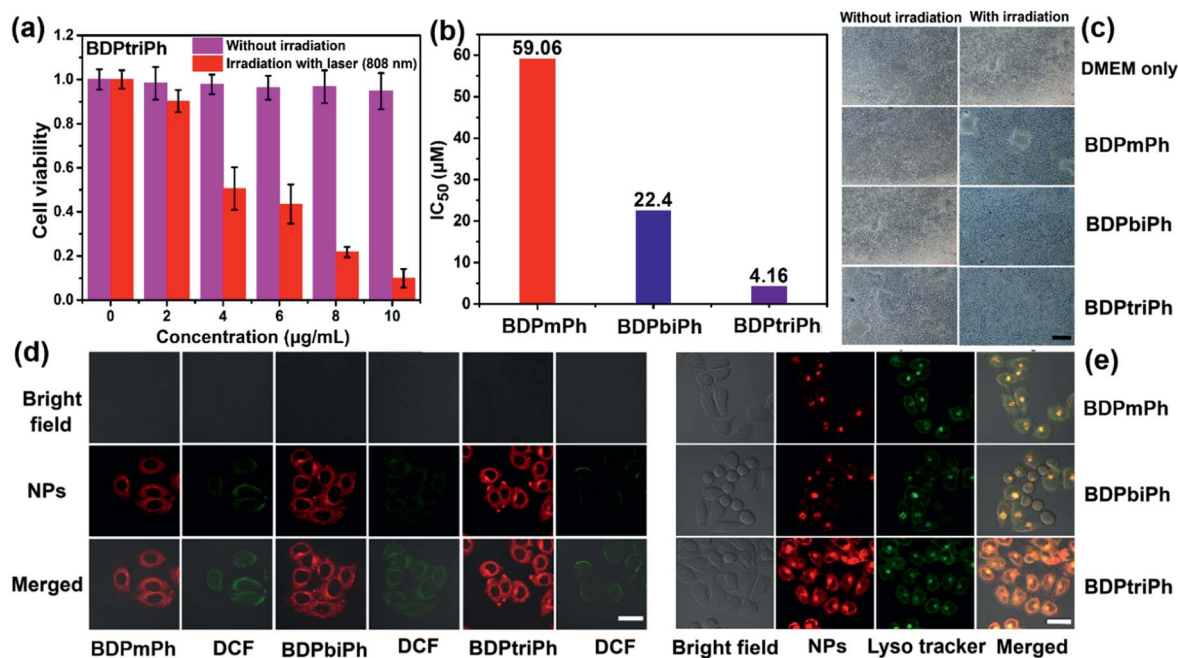 (a)
BDPtriPh
Without irradiation
Irradiation with laser (808 nm)
Cell viability
1.2
1.0
0.8
0.6
0.4
0.2
0.0
0 2 4 6 8 10
Concentration (µg/mL)
(b)
IC50 (µM)
60
50
40
30
20
10
0
59.06
22.4
4.16
BDPmPh BDPbiPh BDPtriPh
(c)
Without irradiation With irradiation
DMEM only
BDPmPh
BDPbiPh
BDPtriPh
(d)
Bright
field
NPs
Merged
BDPmPh DCF BDPbiPh DCF BDPtriPh DCF
(e)
BDPmPh
BDPbiPh
BDPtriPh
Bright field NPs Lyso tracker Merged